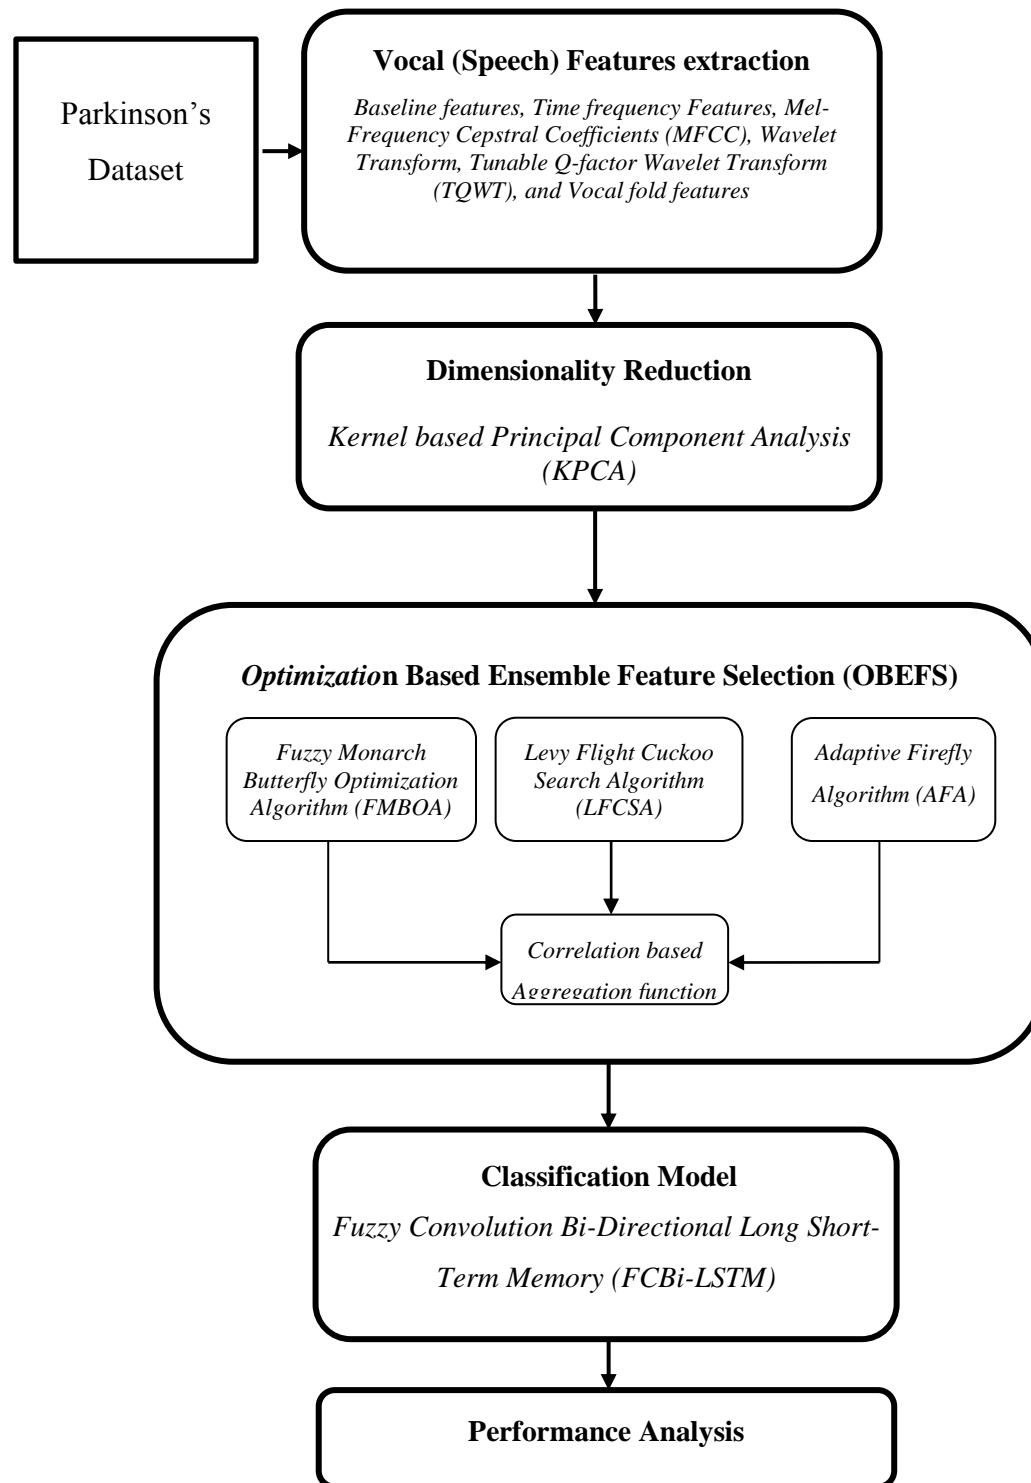 Parkinson's
Dataset
Vocal (Speech) Features extraction
Baseline features, Time frequency Features, Mel-
Frequency Cepstral Coefficients (MFCC), Wavelet
Transform, Tunable Q-factor Wavelet Transform
(TQWT), and Vocal fold features
Dimensionality Reduction
Kernel based Principal Component Analysis
(KPCA)
Optimization Based Ensemble Feature Selection (OBEFS)
Fuzzy Monarch
Butterfly Optimization
Algorithm (FMBOA)
Levy Flight Cuckoo
Search Algorithm
(LFCSA)
Adaptive Firefly
Algorithm (AFA)
Correlation based
Aggregation function
Classification Model
Fuzzy Convolution Bi-Directional Long Short-
Term Memory (FCBi-LSTM)
Performance Analysis